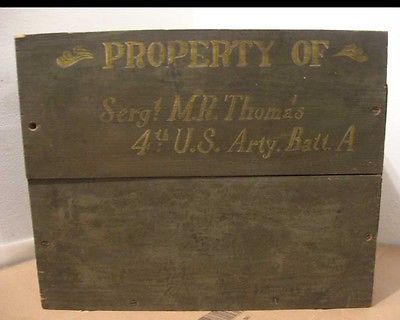 PROPERTY OF
Sergt. M.R. Thomas
4th U.S. Arty. Batt. A